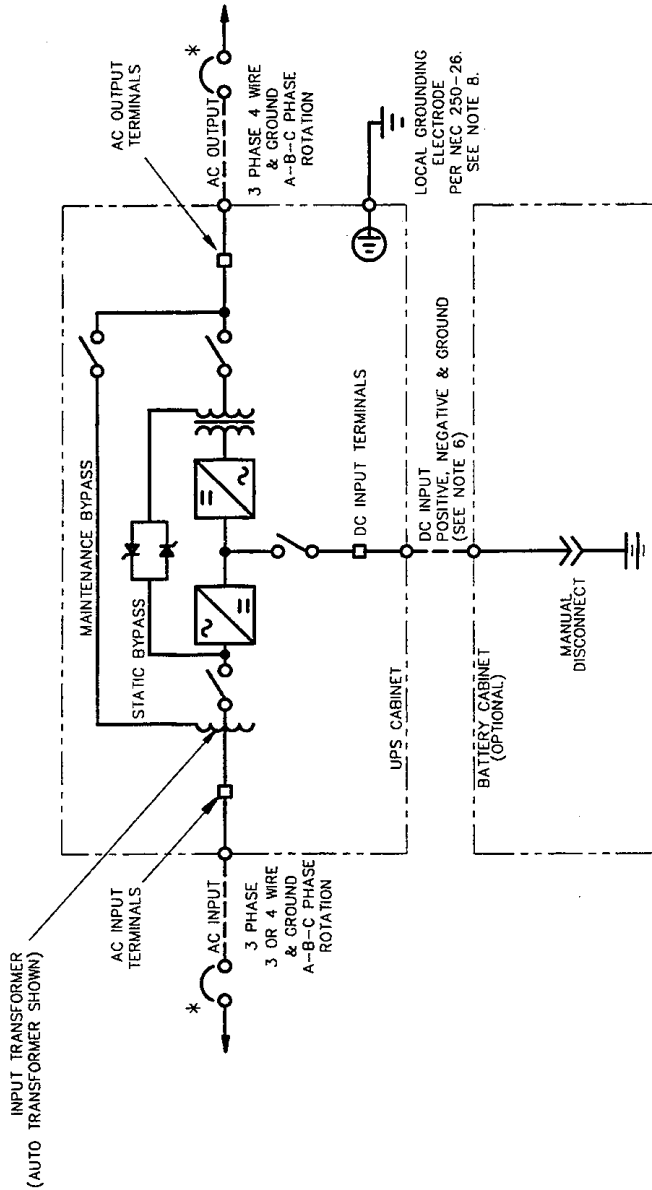 INPUT TRANSFORMER
(AUTO TRANSFORMER SHOWN)
AC INPUT
TERMINALS
*
AC INPUT
3 PHASE
3 OR 4 WIRE
& GROUND
A-B-C PHASE
ROTATION
MAINTENANCE BYPASS
STATIC BYPASS
AC OUTPUT
TERMINALS
*
AC OUTPUT
3 PHASE 4 WIRE
& GROUND
A-B-C PHASE
ROTATION
DC INPUT TERMINALS
UPS CABINET
DC INPUT
POSITIVE, NEGATIVE & GROUND
(SEE NOTE 6)
LOCAL GROUNDING
ELECTRODE
PER NEC 250-26.
SEE NOTE 8.
BATTERY CABINET
(OPTIONAL)
MANUAL
DISCONNECT